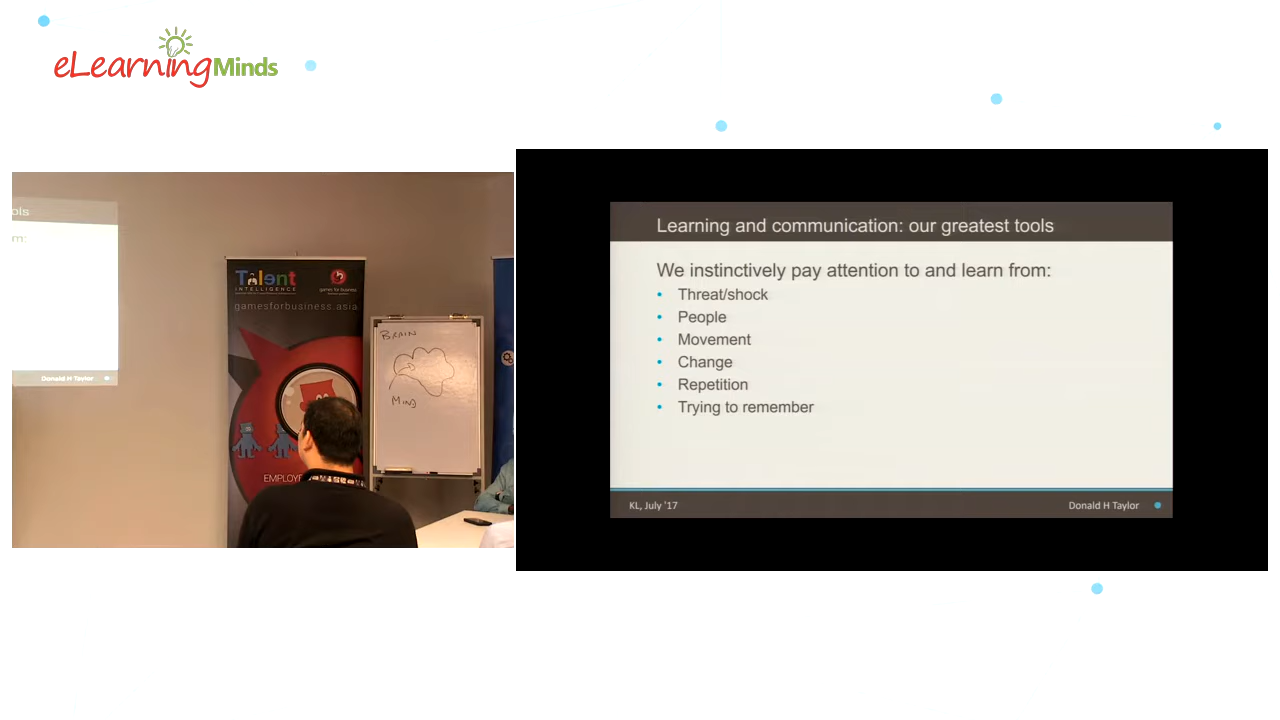 eLearningMinds
ols
m:
Donald H Taylor
Talent
INTELLIGENCE
games for business
gamesforbusiness.asia
EMPLOYE
BRAIN
MIND
Learning and communication: our greatest tools
We instinctively pay attention to and learn from:
• Threat/shock
• People
• Movement
• Change
• Repetition
• Trying to remember
KL, July '17
Donald H Taylor